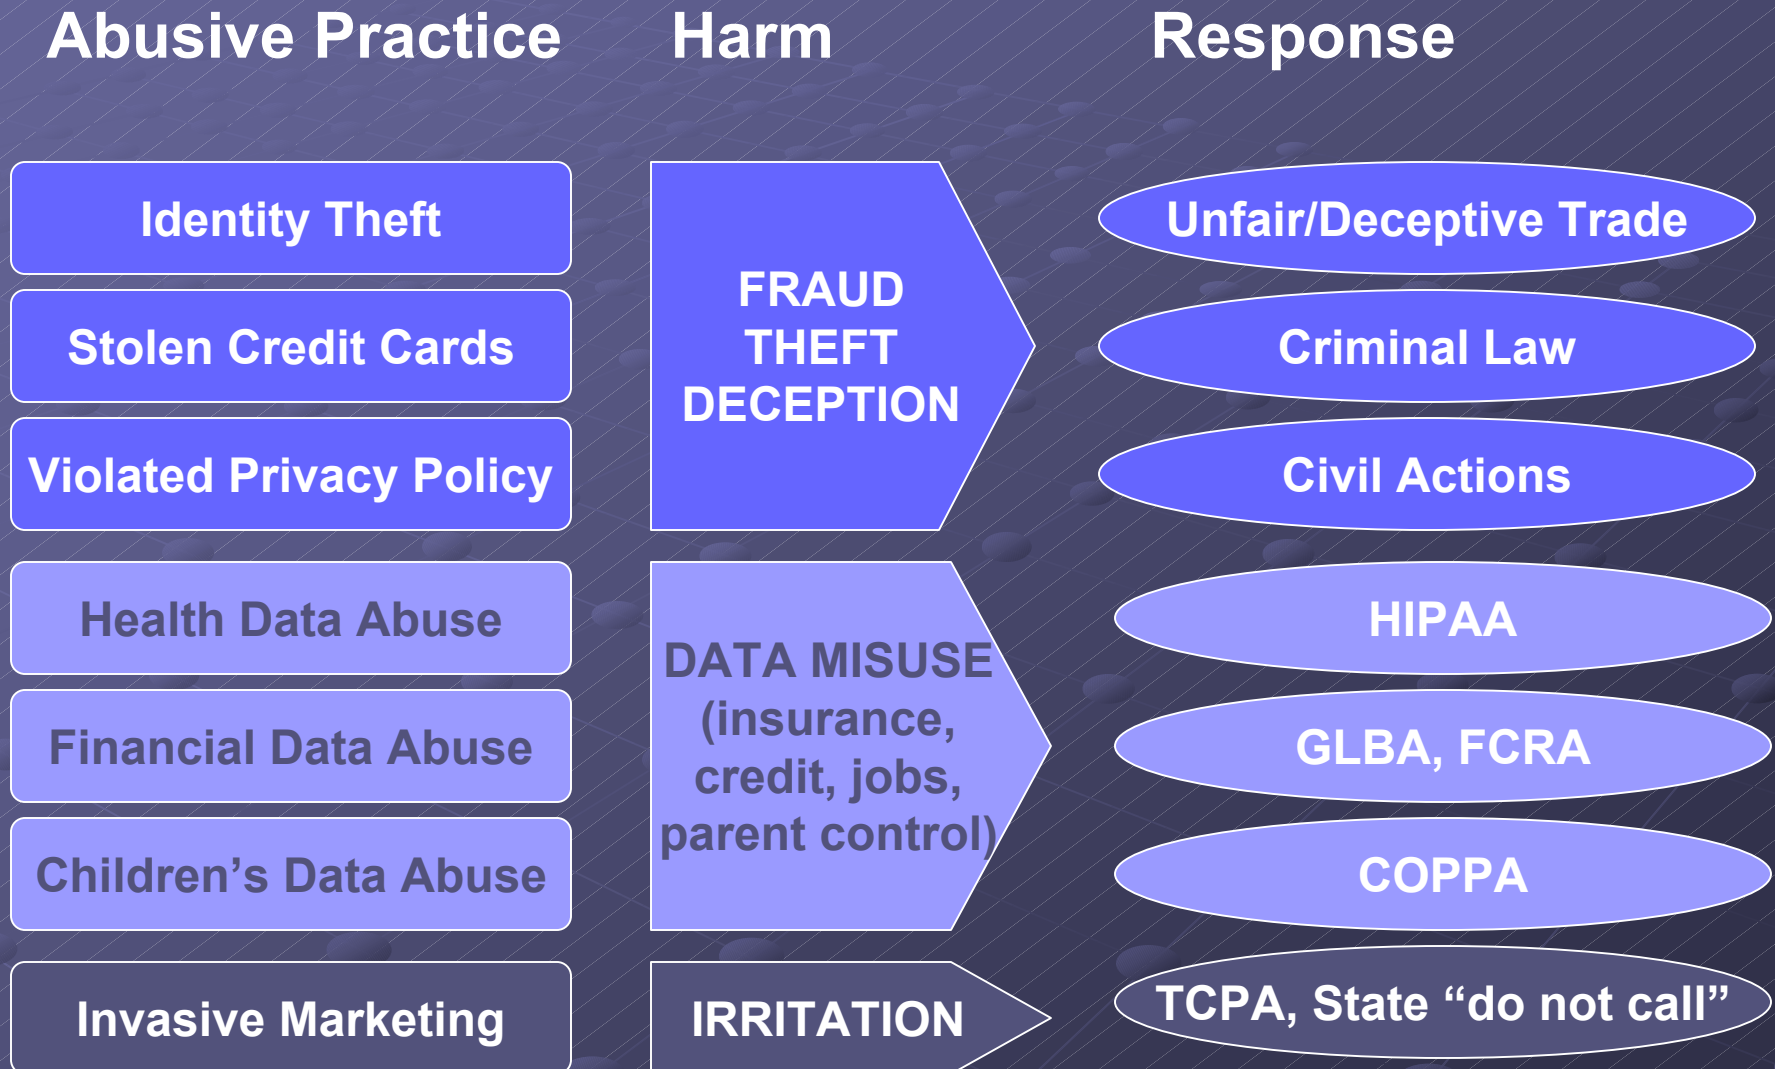 Abusive Practice
Harm
Response
Identity Theft
Stolen Credit Cards
Violated Privacy Policy
FRAUD
THEFT
DECEPTION
Unfair/Deceptive Trade
Criminal Law
Civil Actions
Health Data Abuse
Financial Data Abuse
Children’s Data Abuse
DATA MISUSE
(insurance,
credit, jobs,
parent control)
HIPAA
GLBA, FCRA
COPPA
Invasive Marketing
IRRITATION
TCPA, State “do not call”